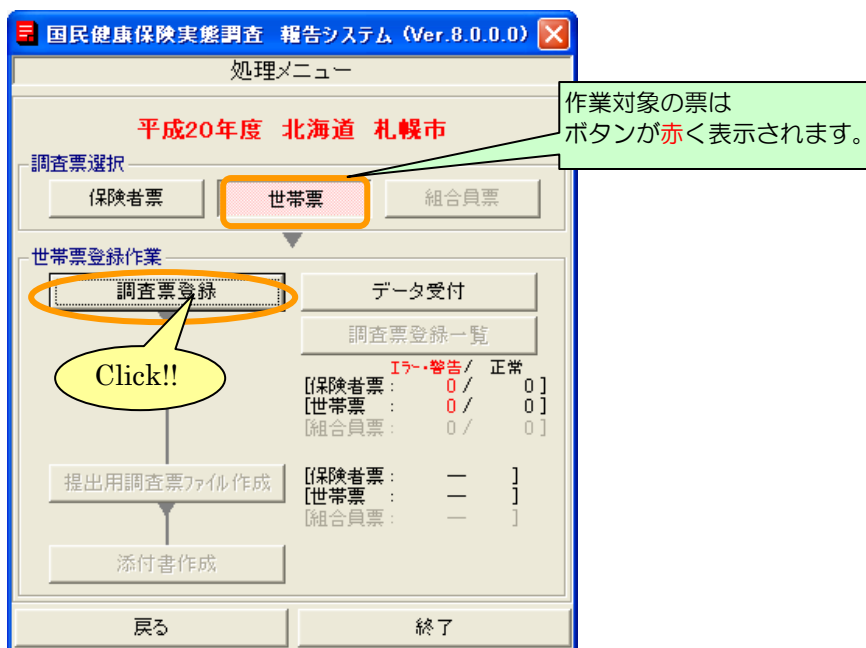 国民健康保険実態調査 報告システム (Ver.8.0.0.0)
処理メニュー
作業対象の票は
ボタンが赤く表示されます。
平成20年度 北海道 札幌市
調査票選択
保険者票 世帯票 組合員票
世帯票登録作業
調査票登録 データ受付
調査票登録一覧
Click!!
エラー・警告/ 正常
[保険者票: 0/ 0]
[世帯票 : 0/ 0]
[組合員票: 0/ 0]
提出用調査票ファイル作成
[保険者票: ― ]
[世帯票 : ― ]
[組合員票: ― ]
添付書作成
戻る 終了